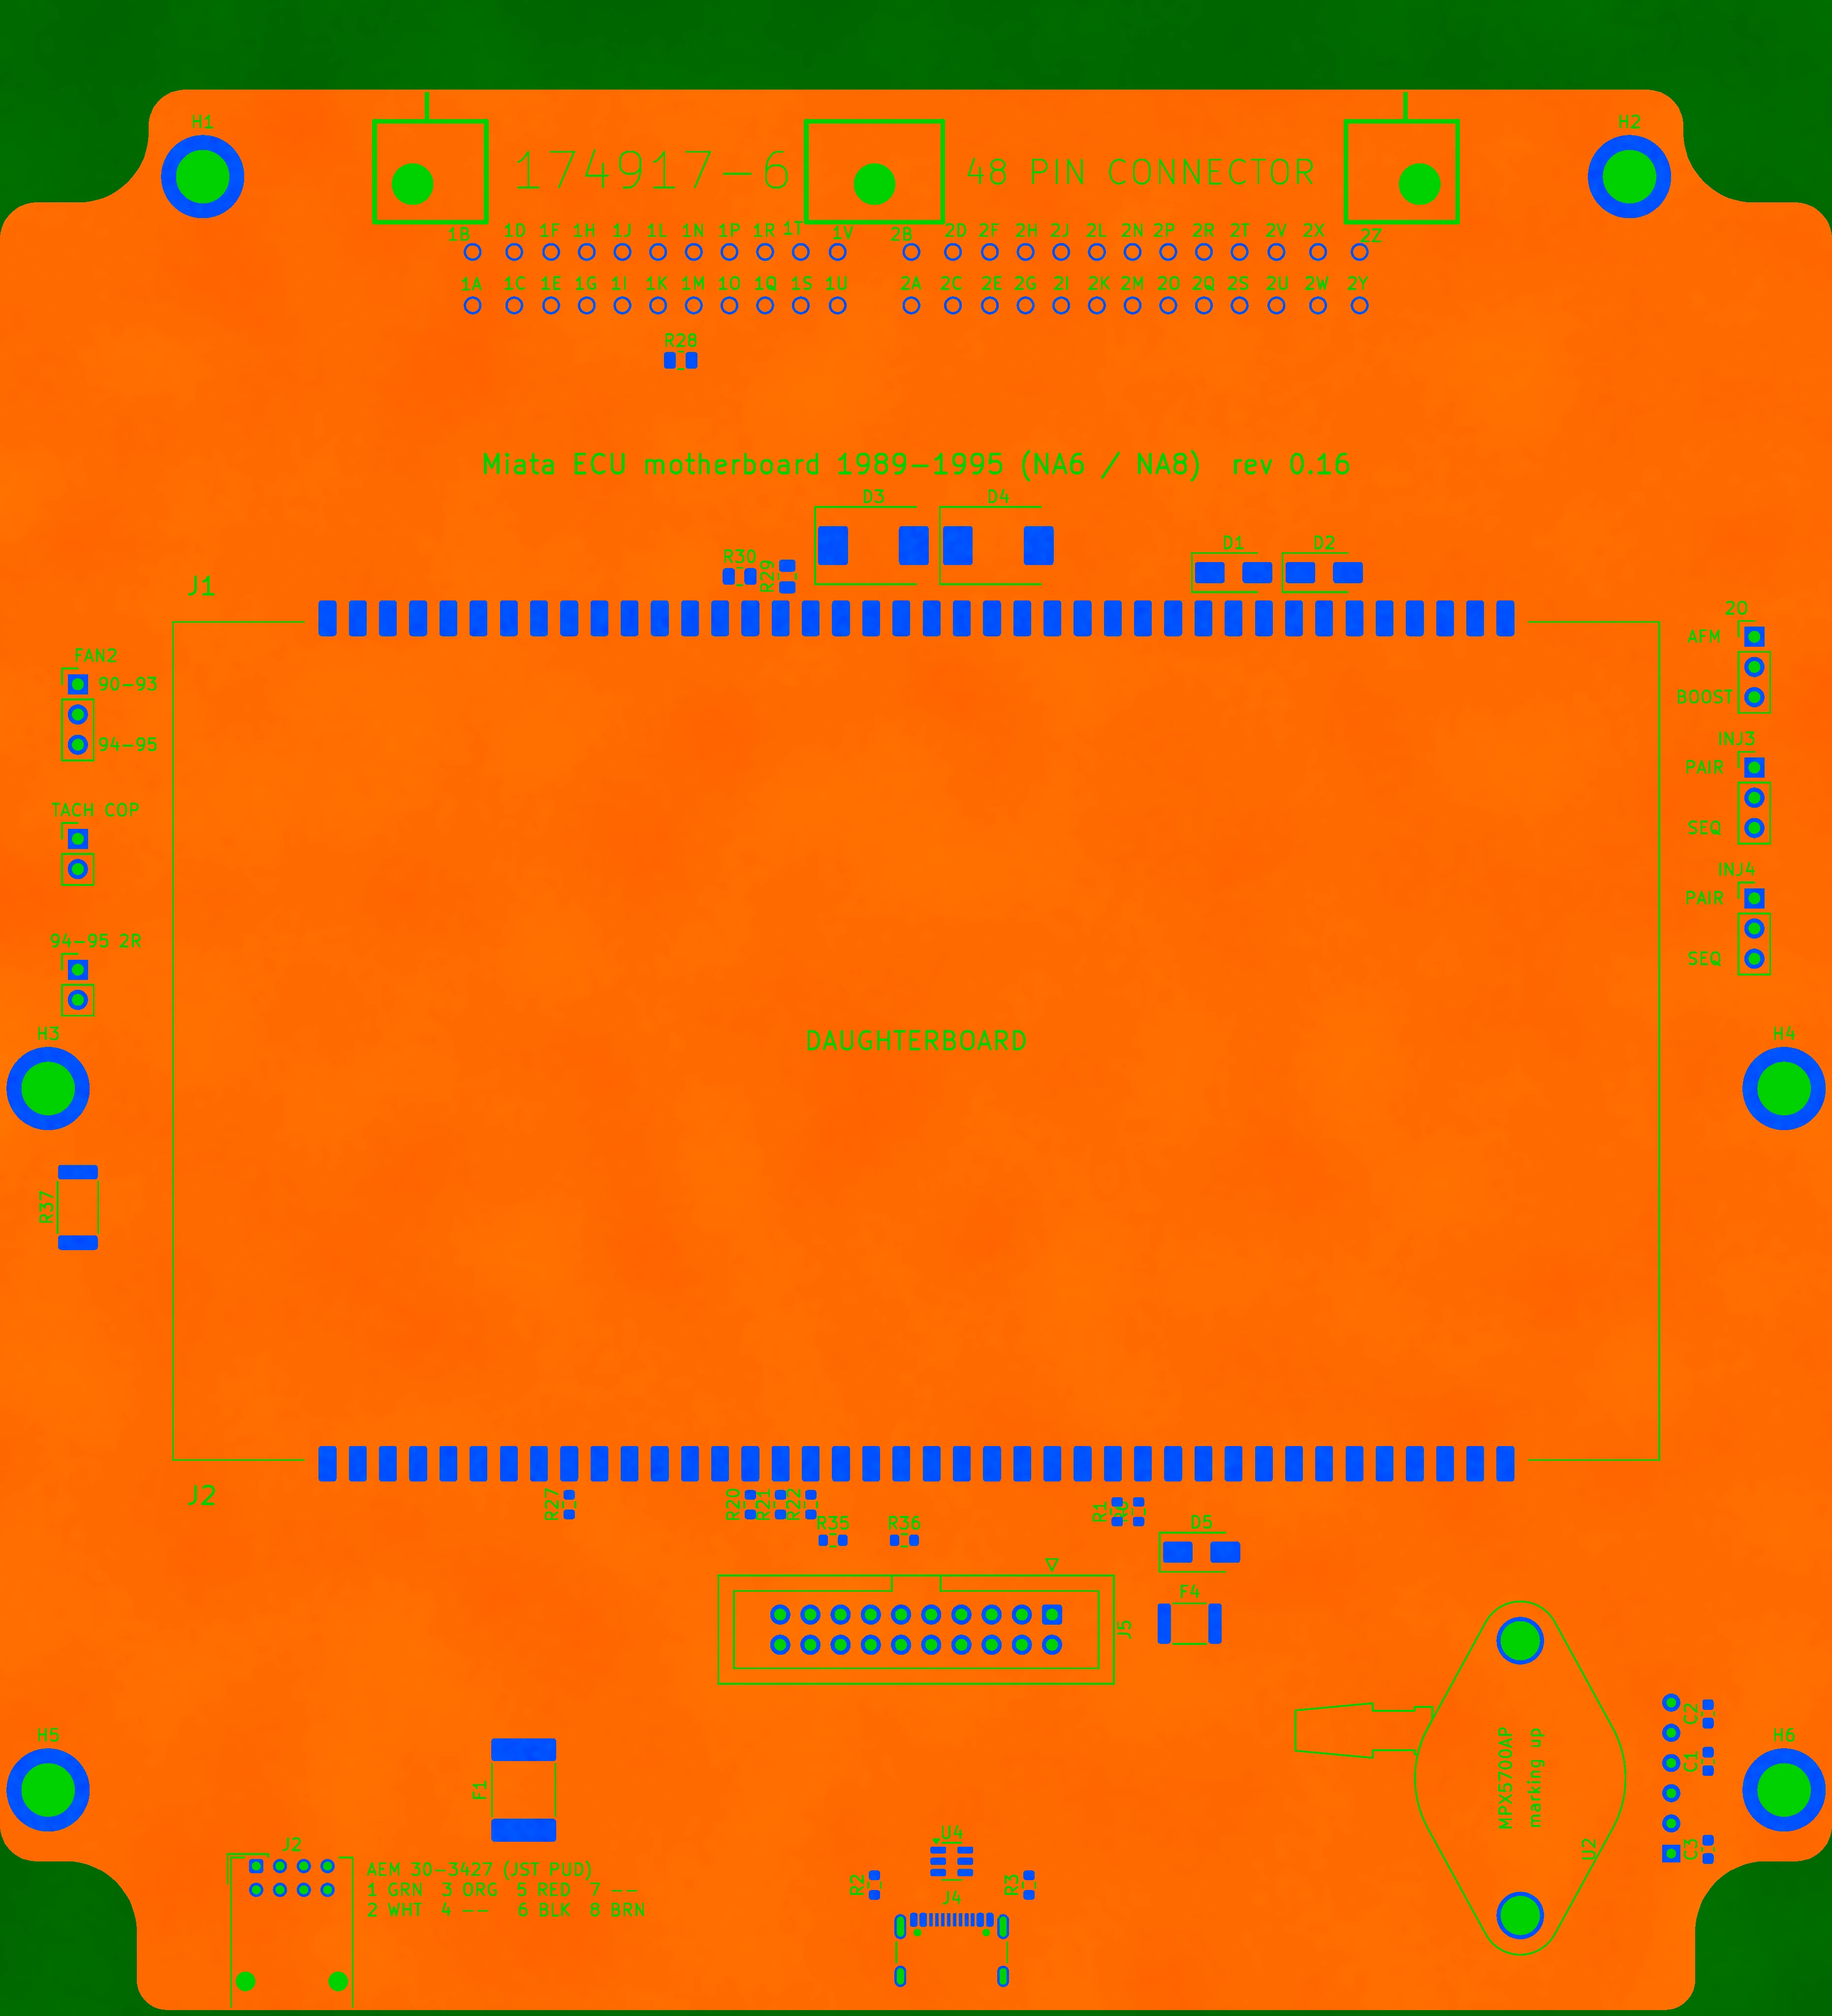 H1
H2
174917-6
48 PIN CONNECTOR
1B 1D 1F 1H 1J 1L 1N 1P 1R 1T 1V 2B 2D 2F 2H 2J 2L 2N 2P 2R 2T 2V 2X 2Z
1A 1C 1E 1G 1I 1K 1M 1O 1Q 1S 1U 2A 2C 2E 2G 2I 2K 2M 2O 2Q 2S 2U 2W 2Y
R28
Miata ECU motherboard 1989-1995 (NA6 / NA8) rev 0.16
D3
D4
D1
D2
R30
R29
J1
2O
AFM
BOOST
FAN2
90-93
94-95
INJ3
PAIR
SEQ
TACH COP
INJ4
PAIR
SEQ
94-95 2R
H3
DAUGHTERBOARD
H4
R37
J2
R27
R20
R21
R22
R1
R35
R36
D5
F4
J5
H5
F1
MPX5700AP
marking up
U2
C2
C1
C3
H6
J2
AEM 30-3427 (JST PUD)
1 GRN 3 ORG 5 RED 7 --
2 WHT 4 -- 6 BLK 8 BRN
U4
R2
R3
J4